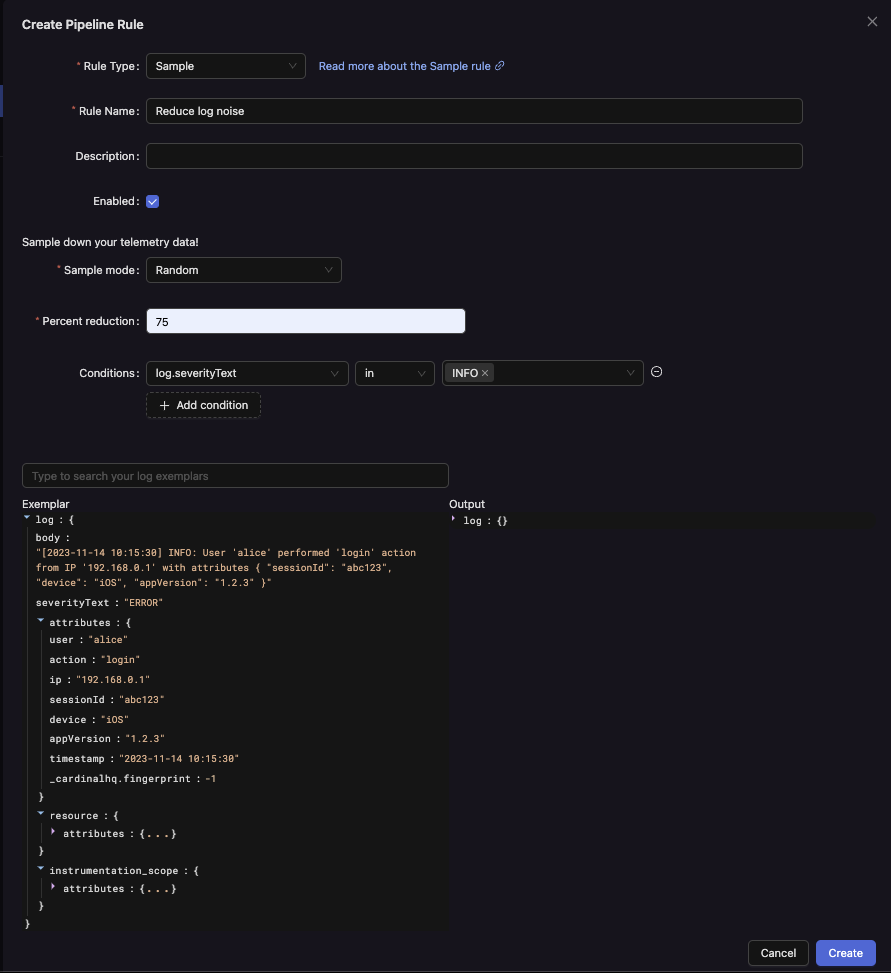 Create Pipeline Rule
* Rule Type: Sample Read more about the Sample rule
* Rule Name: Reduce log noise
Description:
Enabled:
Sample down your telemetry data!
* Sample mode: Random
* Percent reduction: 75
Conditions: log.severityText in INFO ×
+ Add condition
Type to search your log exemplars
Exemplar Output
log : { log : {}
body :
"[2023-11-14 10:15:30] INFO: User 'alice' performed 'login' action
from IP '192.168.0.1' with attributes { "sessionId": "abc123",
"device": "iOS", "appVersion": "1.2.3" }"
severityText : "ERROR"
attributes : {
user : "alice"
action : "login"
ip : "192.168.0.1"
sessionId : "abc123"
device : "iOS"
appVersion : "1.2.3"
timestamp : "2023-11-14 10:15:30"
_cardinalhq.fingerprint : -1
}
resource : {
attributes : {...}
}
instrumentation_scope : {
attributes : {...}
}
}
Cancel Create